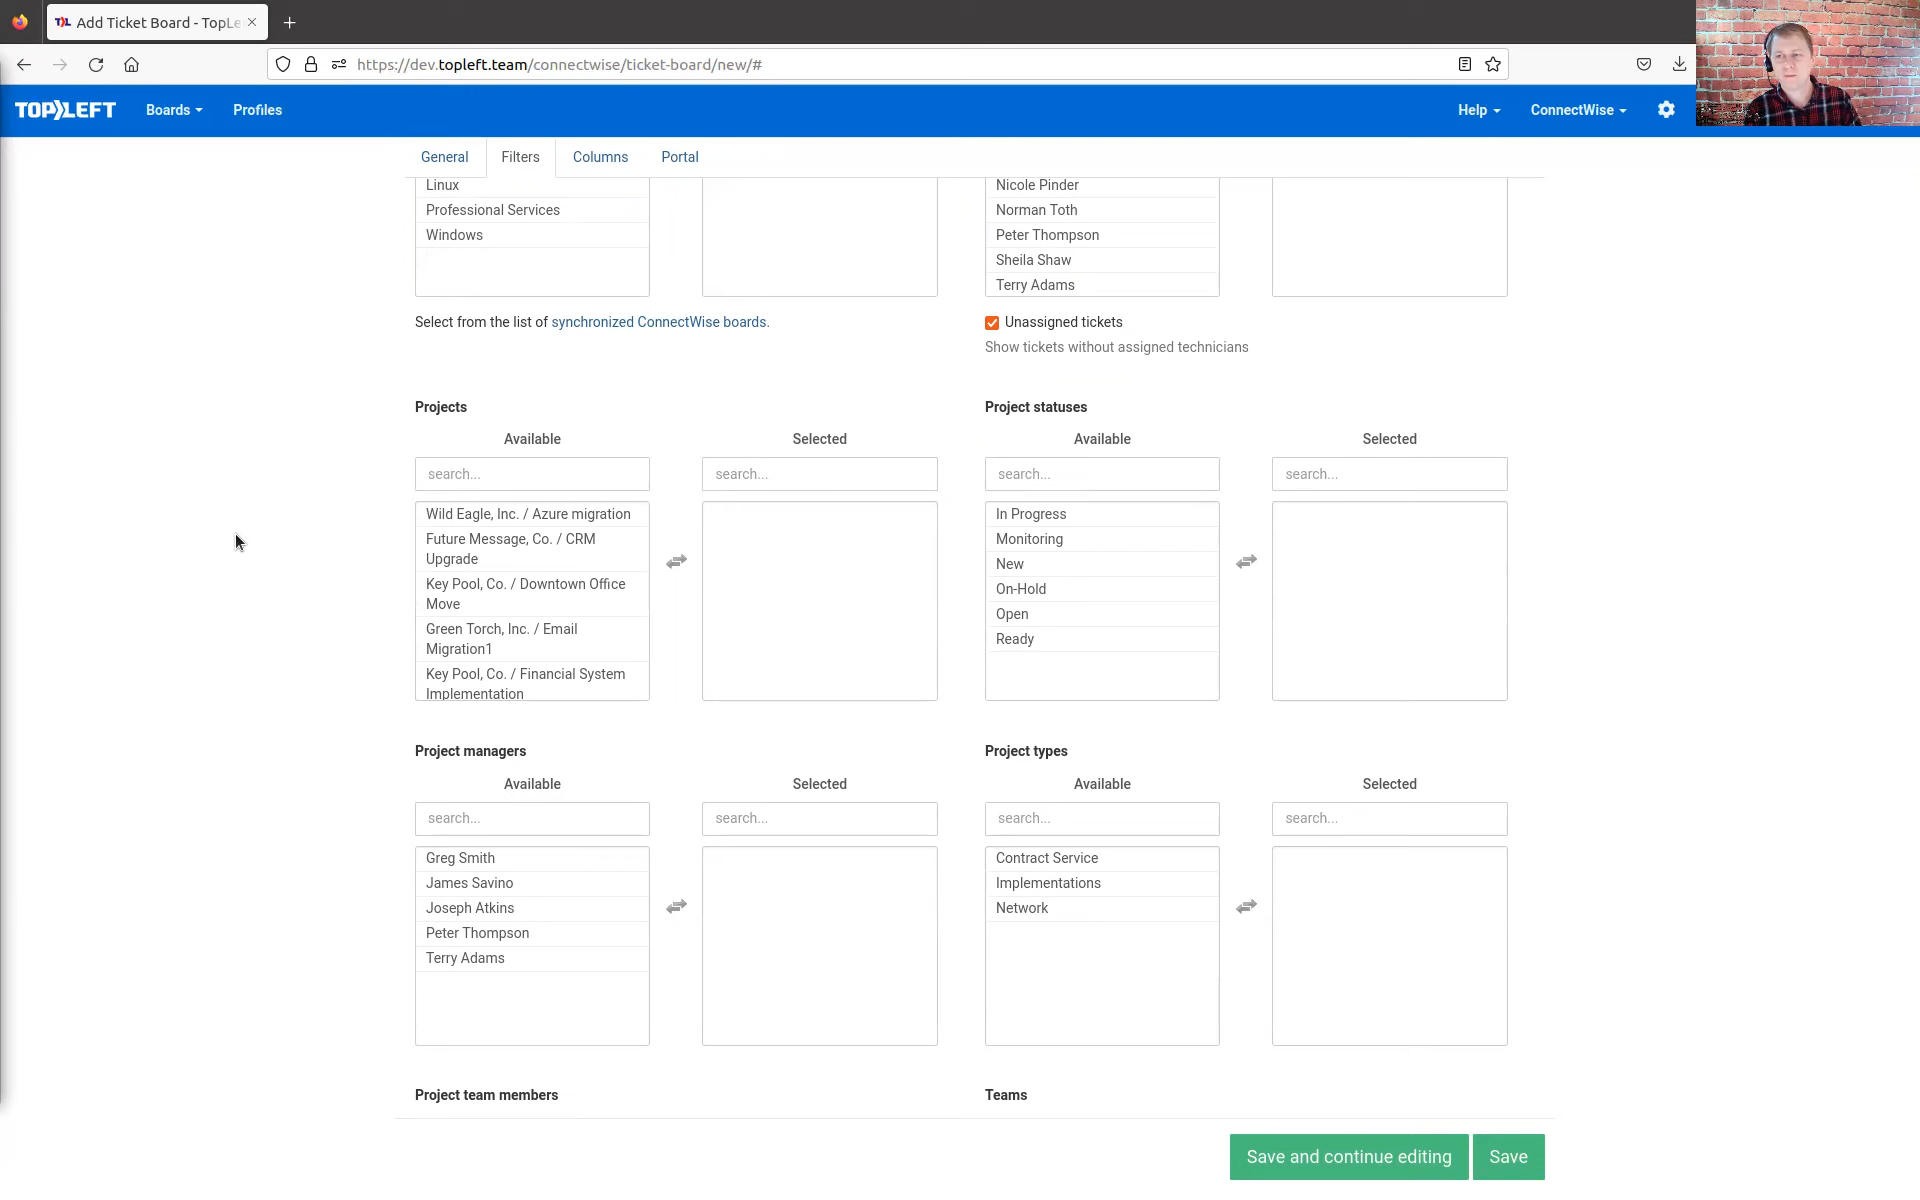 Add Ticket Board - TopLe
https://dev.topleft.team/connectwise/ticket-board/new/#
TOP LEFT
Boards
Profiles
Help
ConnectWise
General
Filters
Columns
Portal
Linux
Professional Services
Windows
Nicole Pinder
Norman Toth
Peter Thompson
Sheila Shaw
Terry Adams
Select from the list of synchronized ConnectWise boards.
Unassigned tickets
Show tickets without assigned technicians
Projects
Available
Selected
search...
search...
Wild Eagle, Inc. / Azure migration
Future Message, Co. / CRM
Upgrade
Key Pool, Co. / Downtown Office
Move
Green Torch, Inc. / Email
Migration1
Key Pool, Co. / Financial System
Implementation
Project statuses
Available
Selected
search...
search...
In Progress
Monitoring
New
On-Hold
Open
Ready
Project managers
Available
Selected
search...
search...
Greg Smith
James Savino
Joseph Atkins
Peter Thompson
Terry Adams
Project types
Available
Selected
search...
search...
Contract Service
Implementations
Network
Project team members
Teams
Save and continue editing
Save